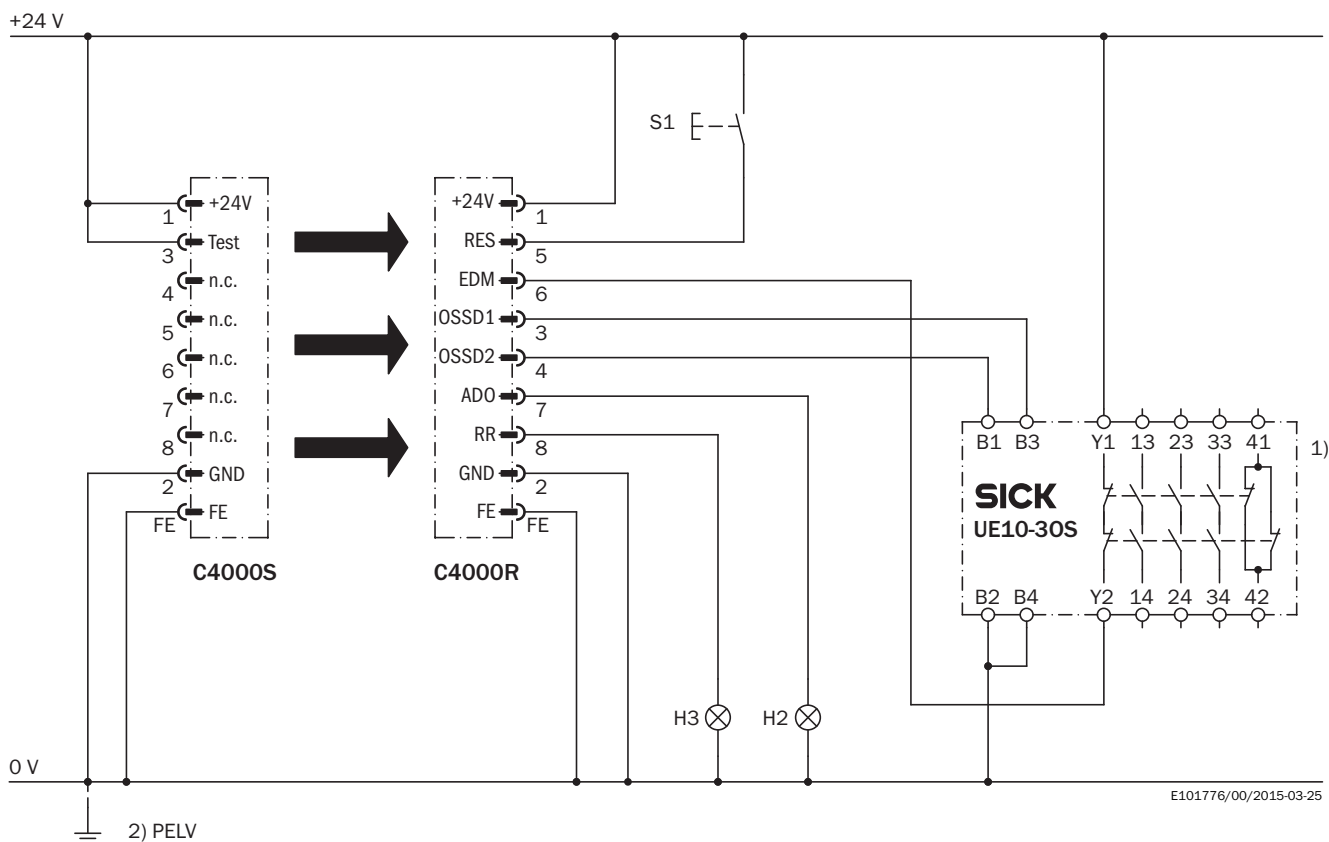 +24 V
S1
1 +24V
3 Test
4 n.c.
5 n.c.
6 n.c.
7 n.c.
8 n.c.
2 GND
FE FE
C4000S
+24V 1
RES 5
EDM 6
OSSD1 3
OSSD2 4
ADO 7
RR 8
GND 2
FE FE
C4000R
B1 B3 Y1 13 23 33 41
1)
SICK
UE10-30S
B2 B4 Y2 14 24 34 42
H3 H2
0 V
E101776/00/2015-03-25
2) PELV